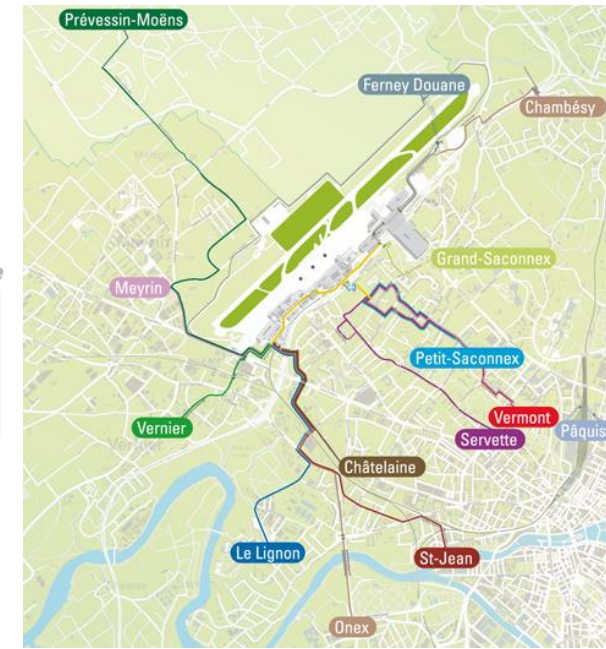 Prévessin-Moëns
Ferney Douane
Chambésy
Grand-Saconnex
Meyrin
Petit-Saconnex
Vermont
Vernier
Servette
Pâquis
Châtelaine
Le Lignon
St-Jean
Onex